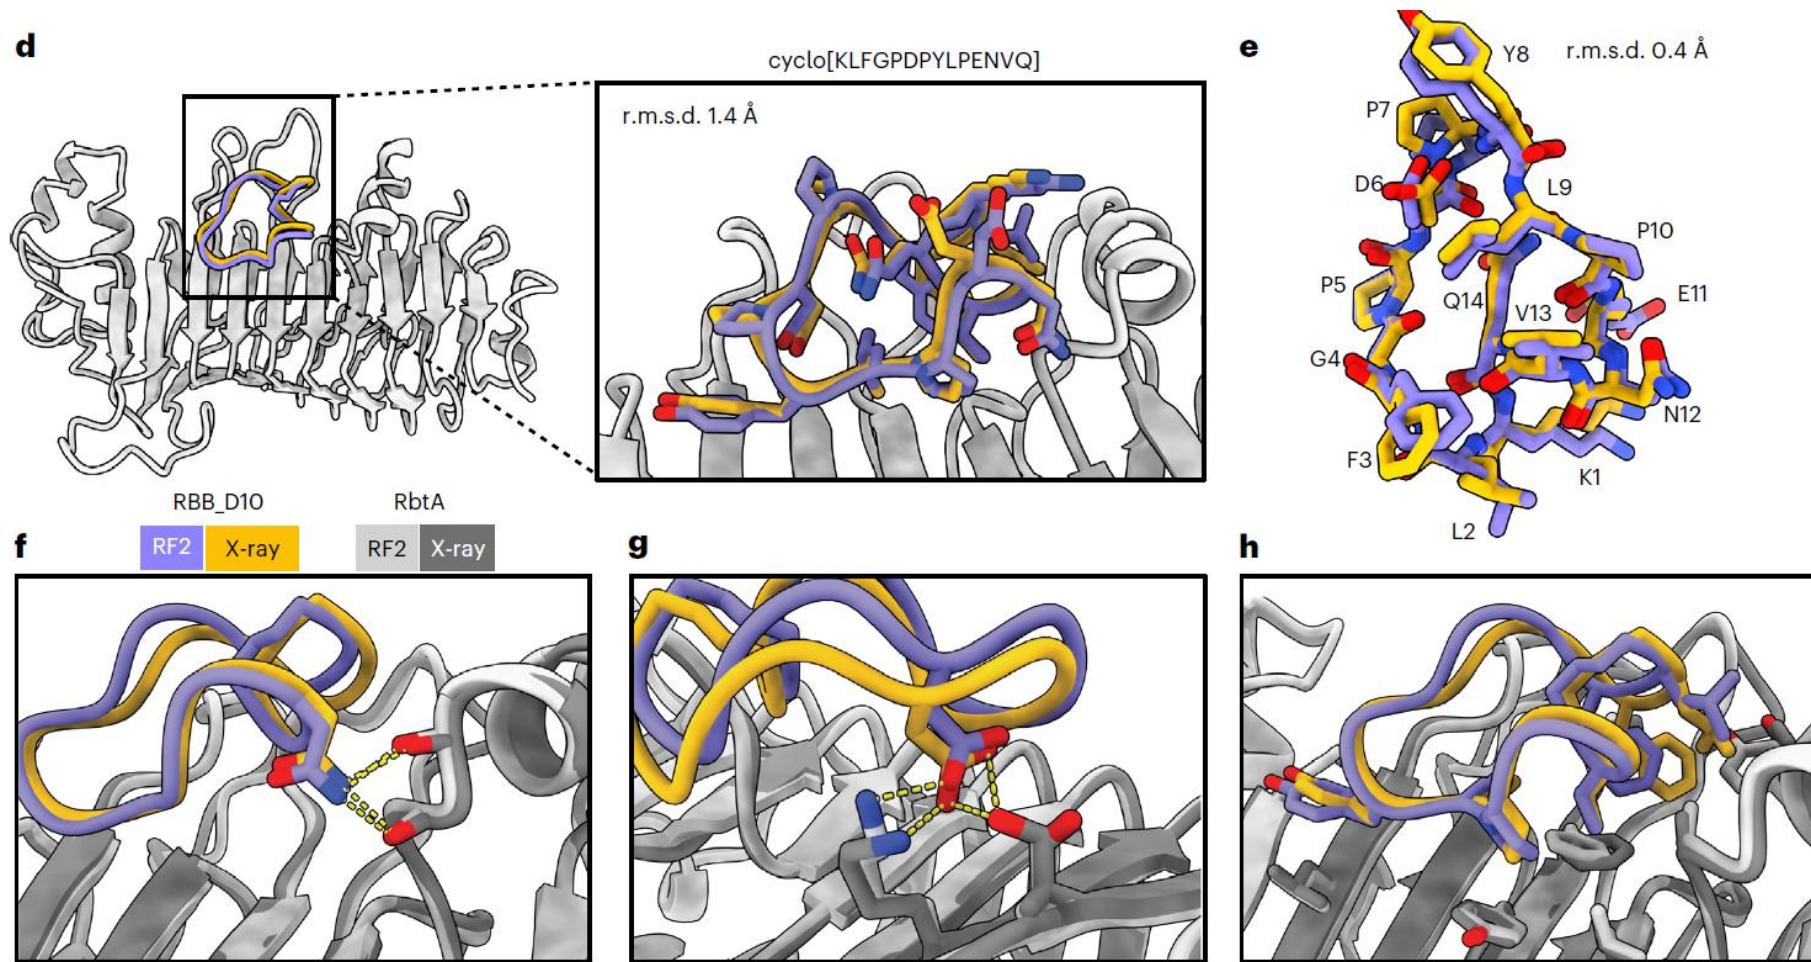 d
cyclo[KLFGPDPYLPENVQ]
r.m.s.d. 1.4 Å
e
r.m.s.d. 0.4 Å
Y8
P7
D6
L9
P10
P5
Q14
V13
E11
G4
N12
F3
K1
L2
RBB_D10
RbtA
RF2
X-ray
RF2
X-ray
f
g
h